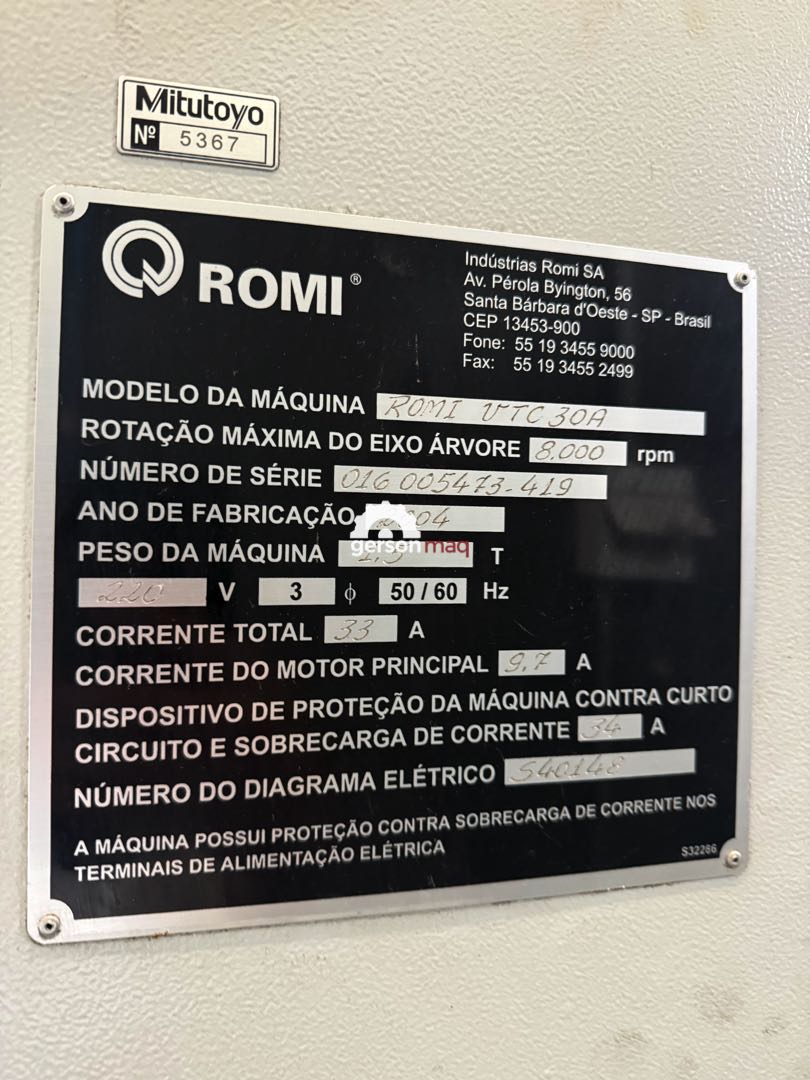 Mitutoyo
Nº 5367
ROMI®
Indústrias Romi SA
Av. Pérola Byington, 56
Santa Bárbara d'Oeste - SP - Brasil
CEP 13453-900
Fone: 55 19 3455 9000
Fax: 55 19 3455 2499
MODELO DA MÁQUINA ROMI VTC 30A
ROTAÇÃO MÁXIMA DO EIXO ÁRVORE 8.000 rpm
NÚMERO DE SÉRIE 016 005473-419
ANO DE FABRICAÇÃO
gersonmaq
PESO DA MÁQUINA T
220 V 3 ϕ 50 / 60 Hz
CORRENTE TOTAL 33 A
CORRENTE DO MOTOR PRINCIPAL 9.7 A
DISPOSITIVO DE PROTEÇÃO DA MÁQUINA CONTRA CURTO
CIRCUITO E SOBRECARGA DE CORRENTE 34 A
NÚMERO DO DIAGRAMA ELÉTRICO S40148
A MÁQUINA POSSUI PROTEÇÃO CONTRA SOBRECARGA DE CORRENTE NOS
TERMINAIS DE ALIMENTAÇÃO ELÉTRICA
S32286